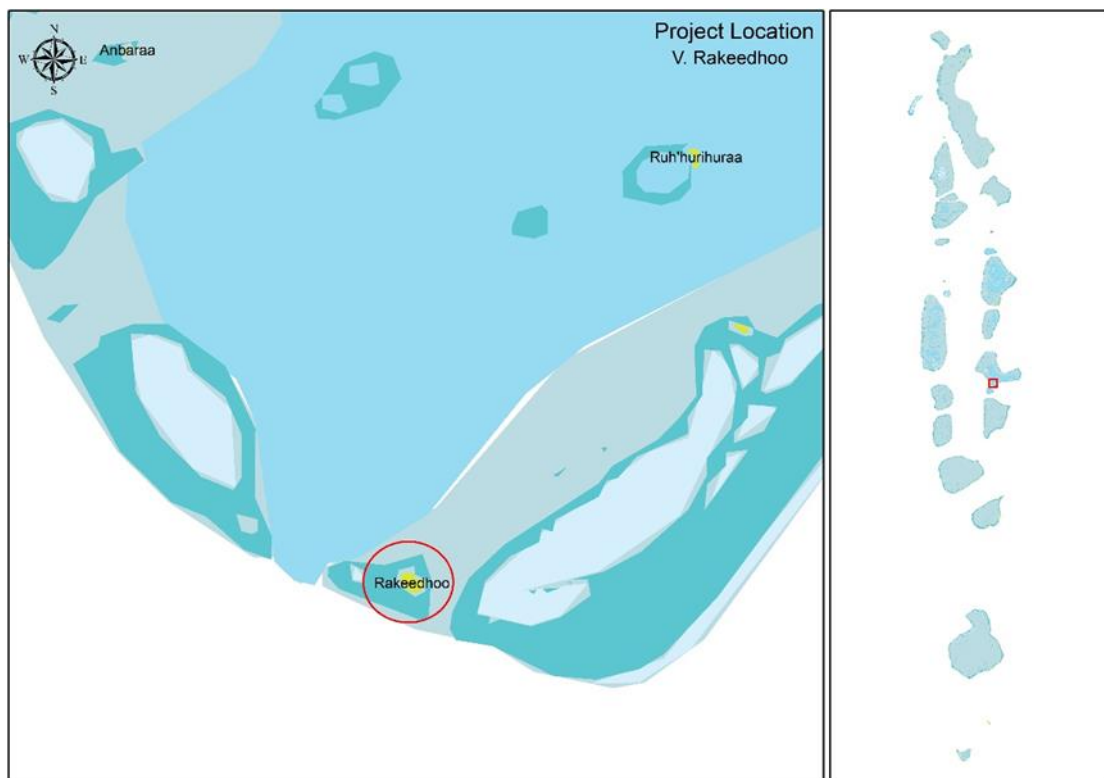 Project Location
V. Rakeedhoo
N
W E
S
Anbaraa
Ruh'hurihuraa
Rakeedhoo